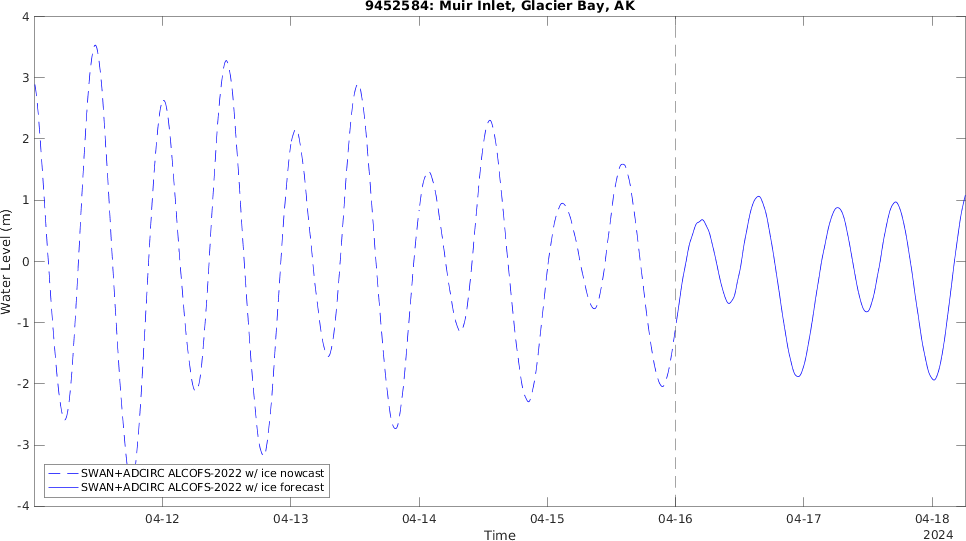 9452584: Muir Inlet, Glacier Bay, AK
4
3
2
1
0
-1
-2
-3
-4
Water Level (m)
SWAN+ADCIRC ALCOFS-2022 w/ ice nowcast
SWAN+ADCIRC ALCOFS-2022 w/ ice forecast
04-12 04-13 04-14 04-15 04-16 04-17 04-18
Time
2024